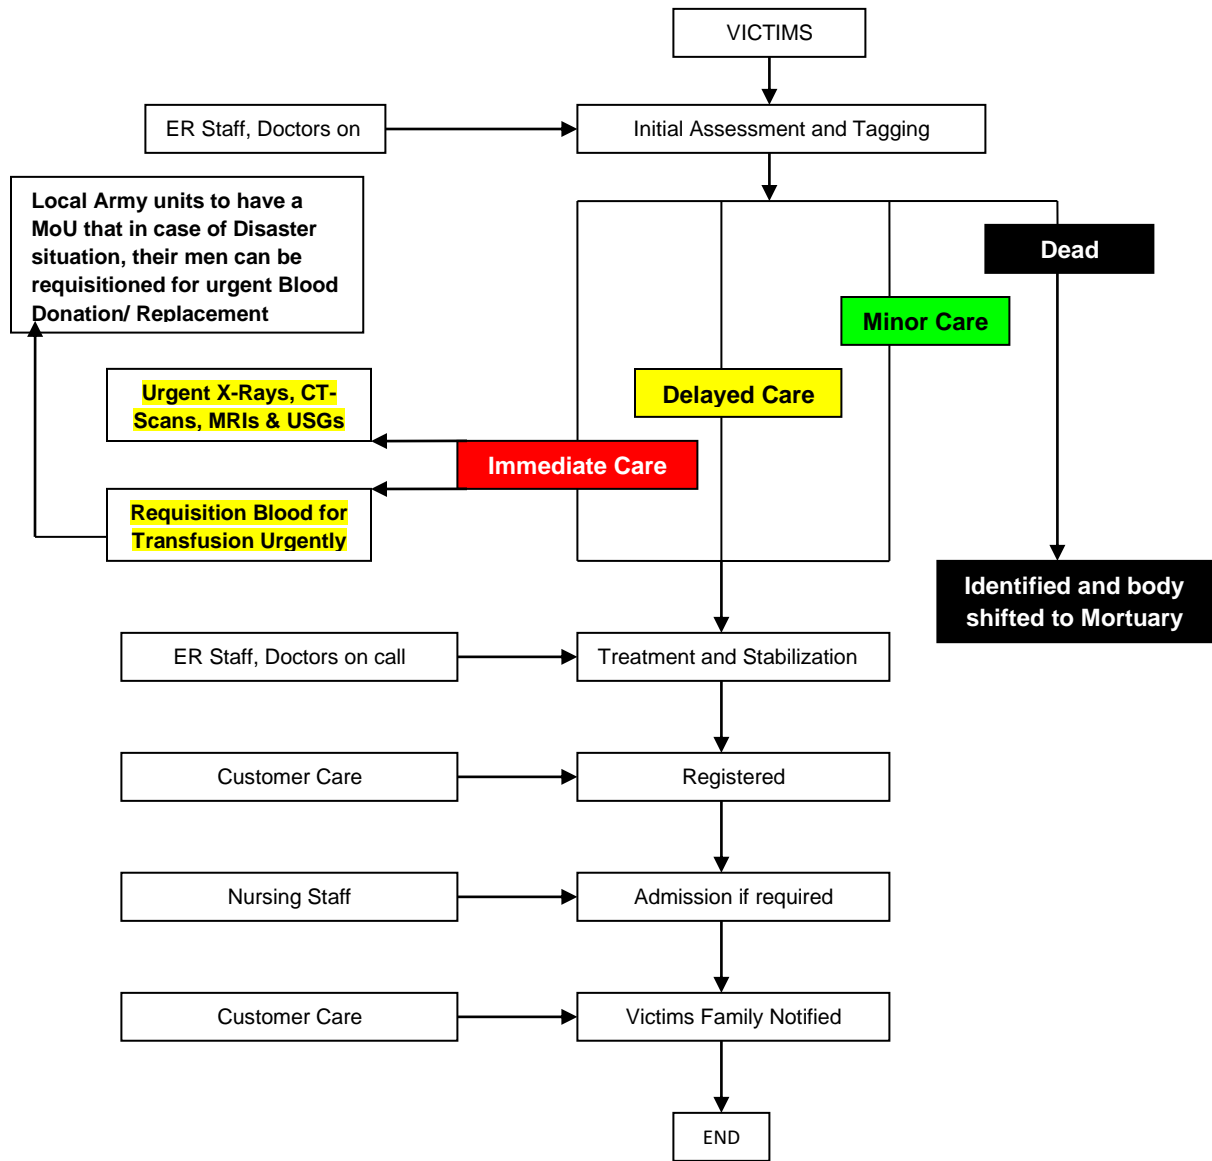 VICTIMS
ER Staff, Doctors on
Initial Assessment and Tagging
Local Army units to have a
MoU that in case of Disaster
situation, their men can be
requisitioned for urgent Blood
Donation/ Replacement
Dead
Minor Care
Delayed Care
Urgent X-Rays, CT-
Scans, MRIs & USGs
Immediate Care
Requisition Blood for
Transfusion Urgently
Identified and body
shifted to Mortuary
ER Staff, Doctors on call
Treatment and Stabilization
Customer Care
Registered
Nursing Staff
Admission if required
Customer Care
Victims Family Notified
END